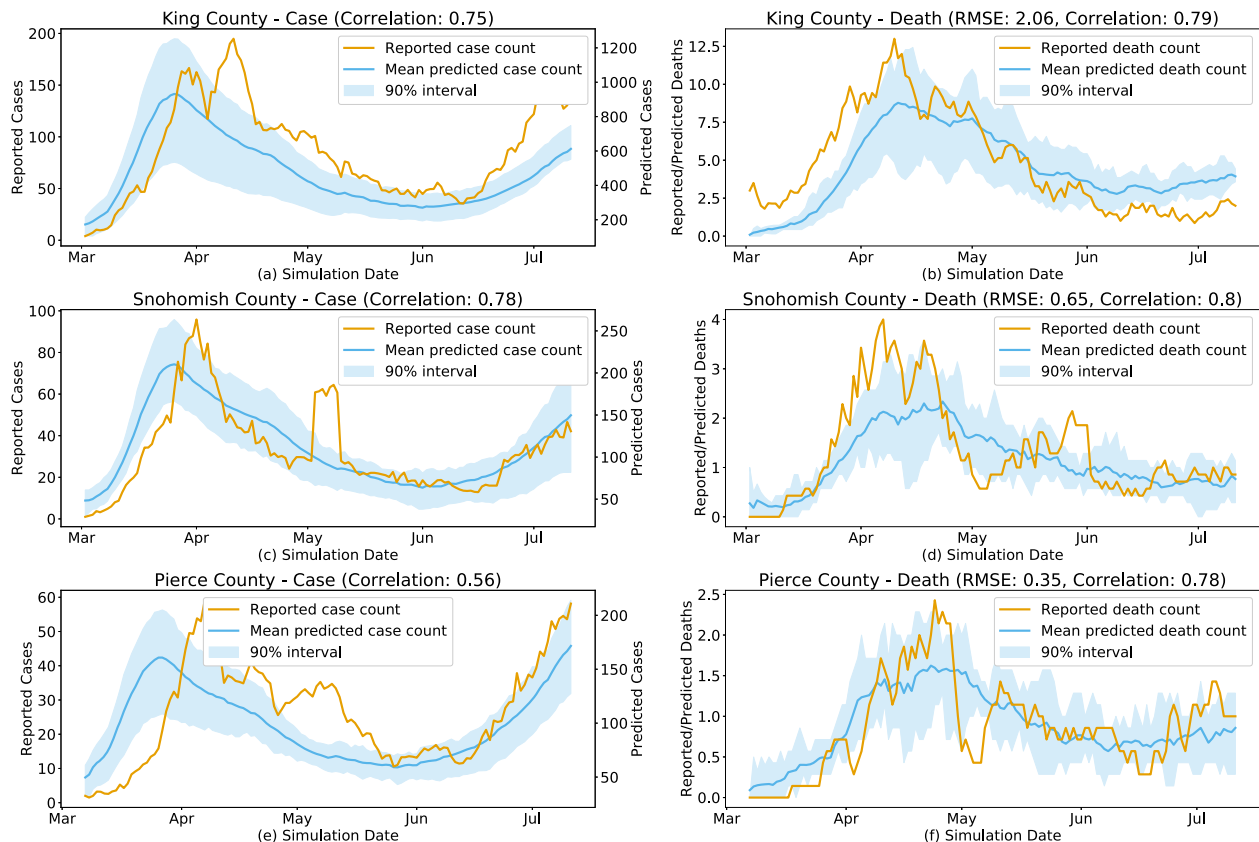 King County - Case (Correlation: 0.75)
200
150
100
50
0
Reported Cases
1200
1000
800
600
400
200
Predicted Cases
Reported case count
Mean predicted case count
90% interval
Mar Apr May Jun Jul
(a) Simulation Date
King County - Death (RMSE: 2.06, Correlation: 0.79)
12.5
10.0
7.5
5.0
2.5
0.0
Reported/Predicted Deaths
Reported death count
Mean predicted death count
90% interval
Mar Apr May Jun Jul
(b) Simulation Date
Snohomish County - Case (Correlation: 0.78)
100
80
60
40
20
0
Reported Cases
250
200
150
100
50
Predicted Cases
Reported case count
Mean predicted case count
90% interval
Mar Apr May Jun Jul
(c) Simulation Date
Snohomish County - Death (RMSE: 0.65, Correlation: 0.8)
4
3
2
1
0
Reported/Predicted Deaths
Reported death count
Mean predicted death count
90% interval
Mar Apr May Jun Jul
(d) Simulation Date
Pierce County - Case (Correlation: 0.56)
60
50
40
30
20
10
0
Reported Cases
200
150
100
50
Predicted Cases
Reported case count
Mean predicted case count
90% interval
Mar Apr May Jun Jul
(e) Simulation Date
Pierce County - Death (RMSE: 0.35, Correlation: 0.78)
2.5
2.0
1.5
1.0
0.5
0.0
Reported/Predicted Deaths
Reported death count
Mean predicted death count
90% interval
Mar Apr May Jun Jul
(f) Simulation Date